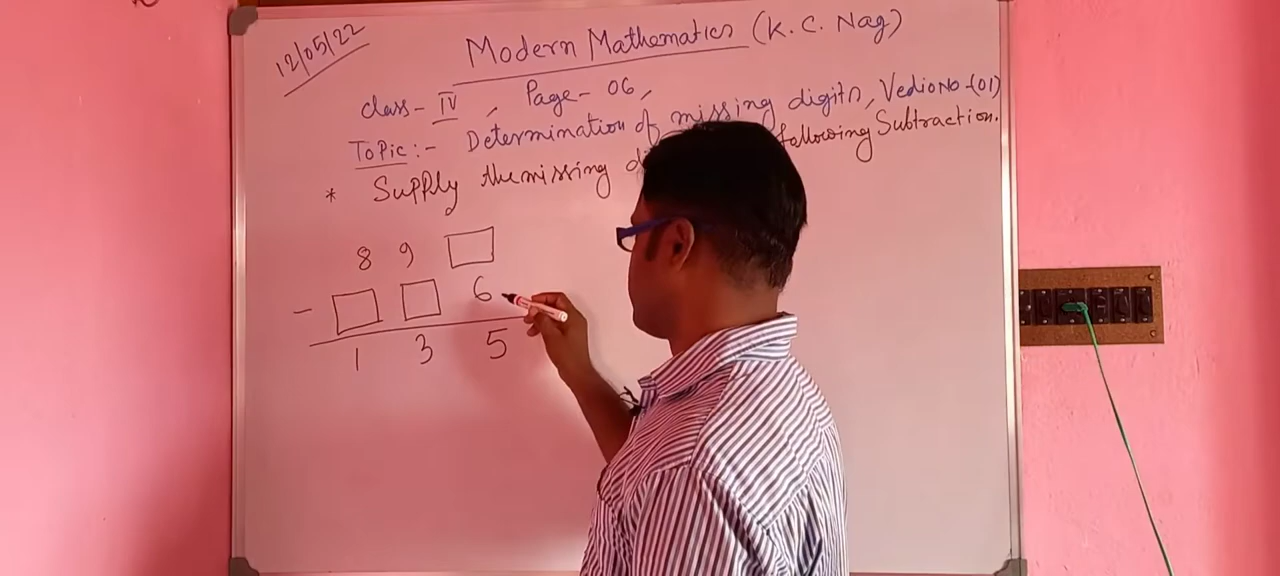 12/05/22
Modern Mathematics (K. C. Nag)
class- IV, Page- 06,
Topic:- Determination of missing digits, Vedio No-(01)
* Supply the missing following Subtraction.
8 9 □
- □ □ 6
1 3 5